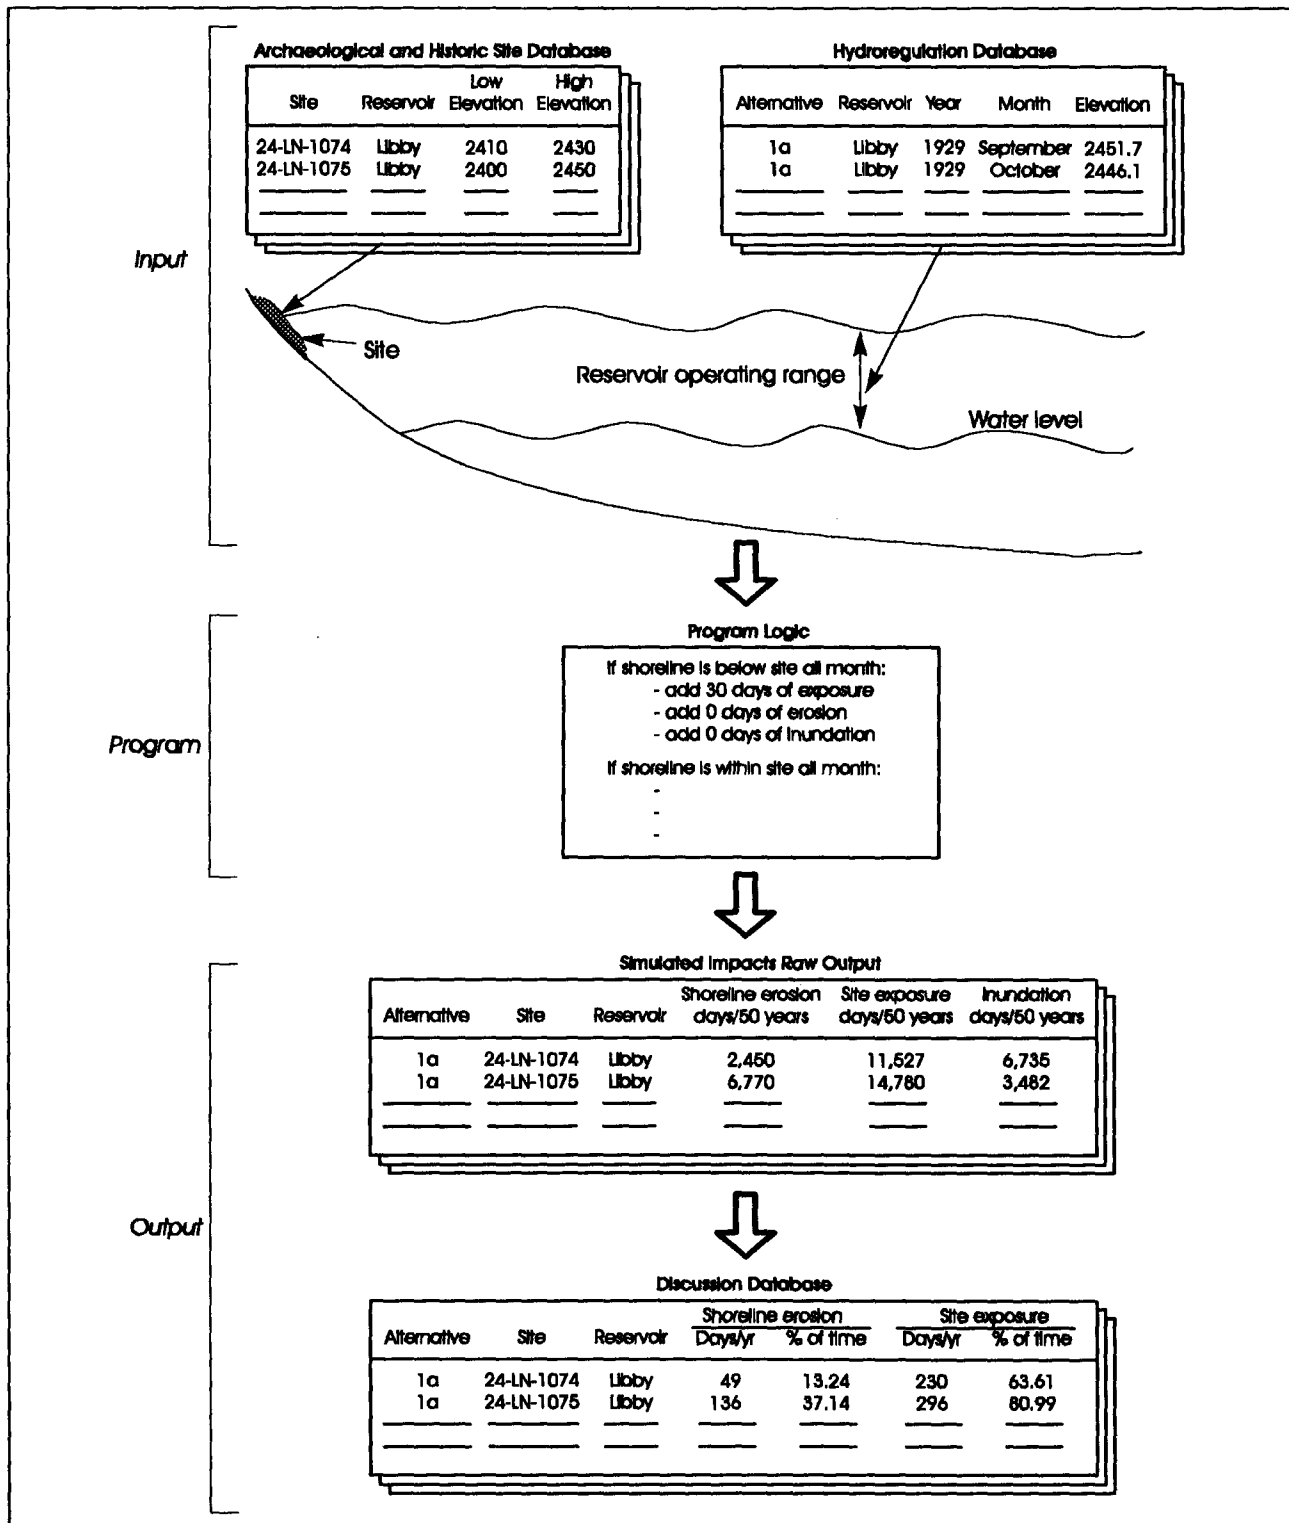 Archaeological and Historic Site Database
Site Reservoir Low Elevation High Elevation
24-LN-1074 Libby 2410 2430
24-LN-1075 Libby 2400 2450
Hydroregulation Database
Alternative Reservoir Year Month Elevation
1a Libby 1929 September 2451.7
1a Libby 1929 October 2446.1
Input
Site
Reservoir operating range
Water level
Program
Program Logic
If shoreline is below site all month:
- add 30 days of exposure
- add 0 days of erosion
- add 0 days of inundation
If shoreline is within site all month:
-
-
-
Output
Simulated Impacts Raw Output
Alternative Site Reservoir Shoreline erosion days/50 years Site exposure days/50 years Inundation days/50 years
1a 24-LN-1074 Libby 2,450 11,527 6,735
1a 24-LN-1075 Libby 6,770 14,780 3,482
Discussion Database
Shoreline erosion Site exposure
Alternative Site Reservoir Days/yr % of time Days/yr % of time
1a 24-LN-1074 Libby 49 13.24 230 63.61
1a 24-LN-1075 Libby 136 37.14 296 80.99